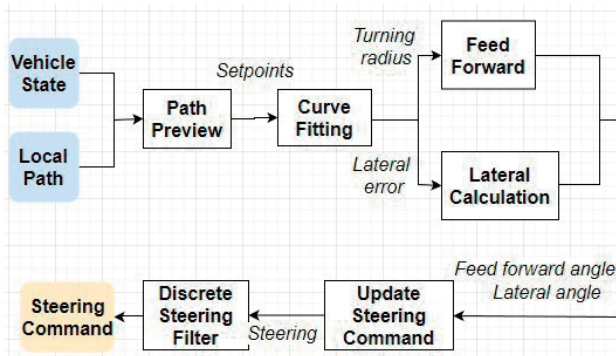 Vehicle
State
Local
Path
Path
Preview
Setpoints
Curve
Fitting
Turning
radius
Lateral
error
Feed
Forward
Lateral
Calculation
Feed forward angle
Lateral angle
Update
Steering
Command
Steering
Discrete
Steering
Filter
Steering
Command